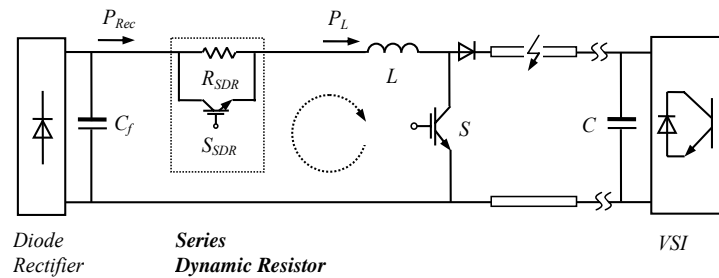 P_Rec
P_L
R_SDR
L
C_f
S_SDR
S
C
Diode
Rectifier
Series
Dynamic Resistor
VSI